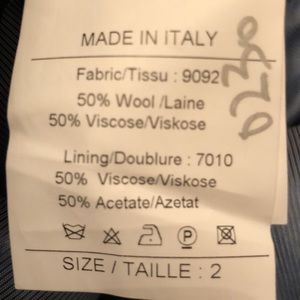 MADE IN ITALY
Fabric/Tissu : 9092
50% Wool /Laine
50% Viscose/Viskose
Lining/Doublure : 7010
50% Viscose/Viskose
50% Acetate/Azetat
P
SIZE / TAILLE : 2